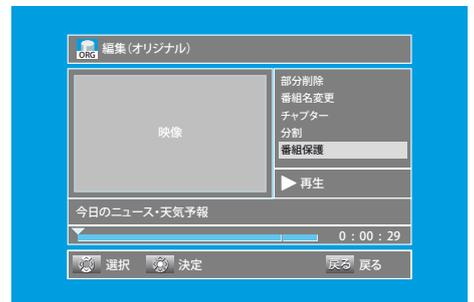 ORG 編集(オリジナル)
映像
部分削除
番組名変更
チャプター
分割
番組保護
再生
今日のニュース・天気予報
0:00:29
選択 決定 戻る 戻る